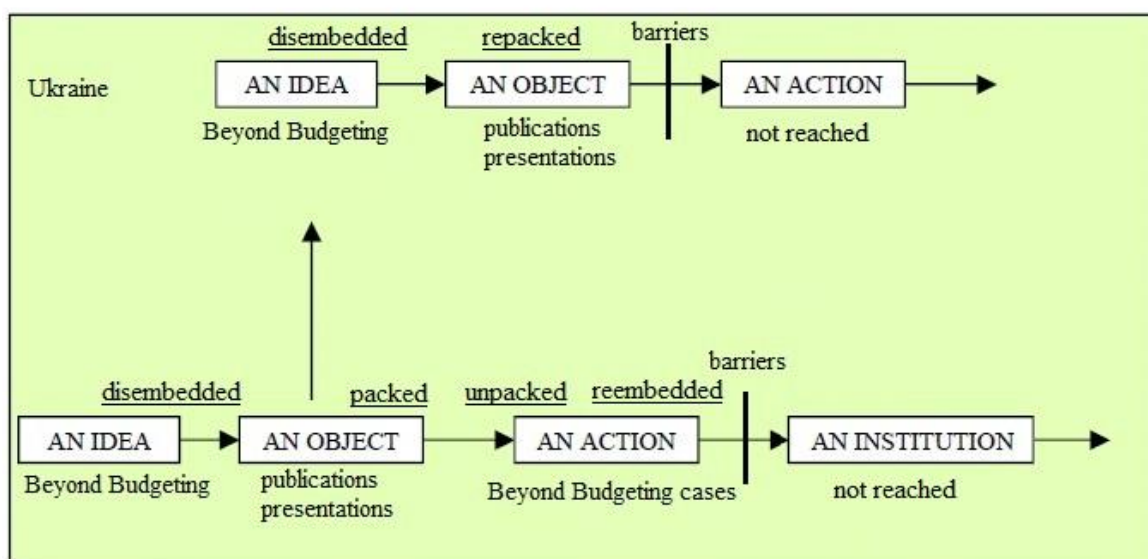 disembedded repacked barriers
Ukraine AN IDEA AN OBJECT AN ACTION
Beyond Budgeting publications not reached
presentations
barriers
disembedded packed unpacked reembedded
AN IDEA AN OBJECT AN ACTION AN INSTITUTION
Beyond Budgeting publications Beyond Budgeting cases not reached
presentations